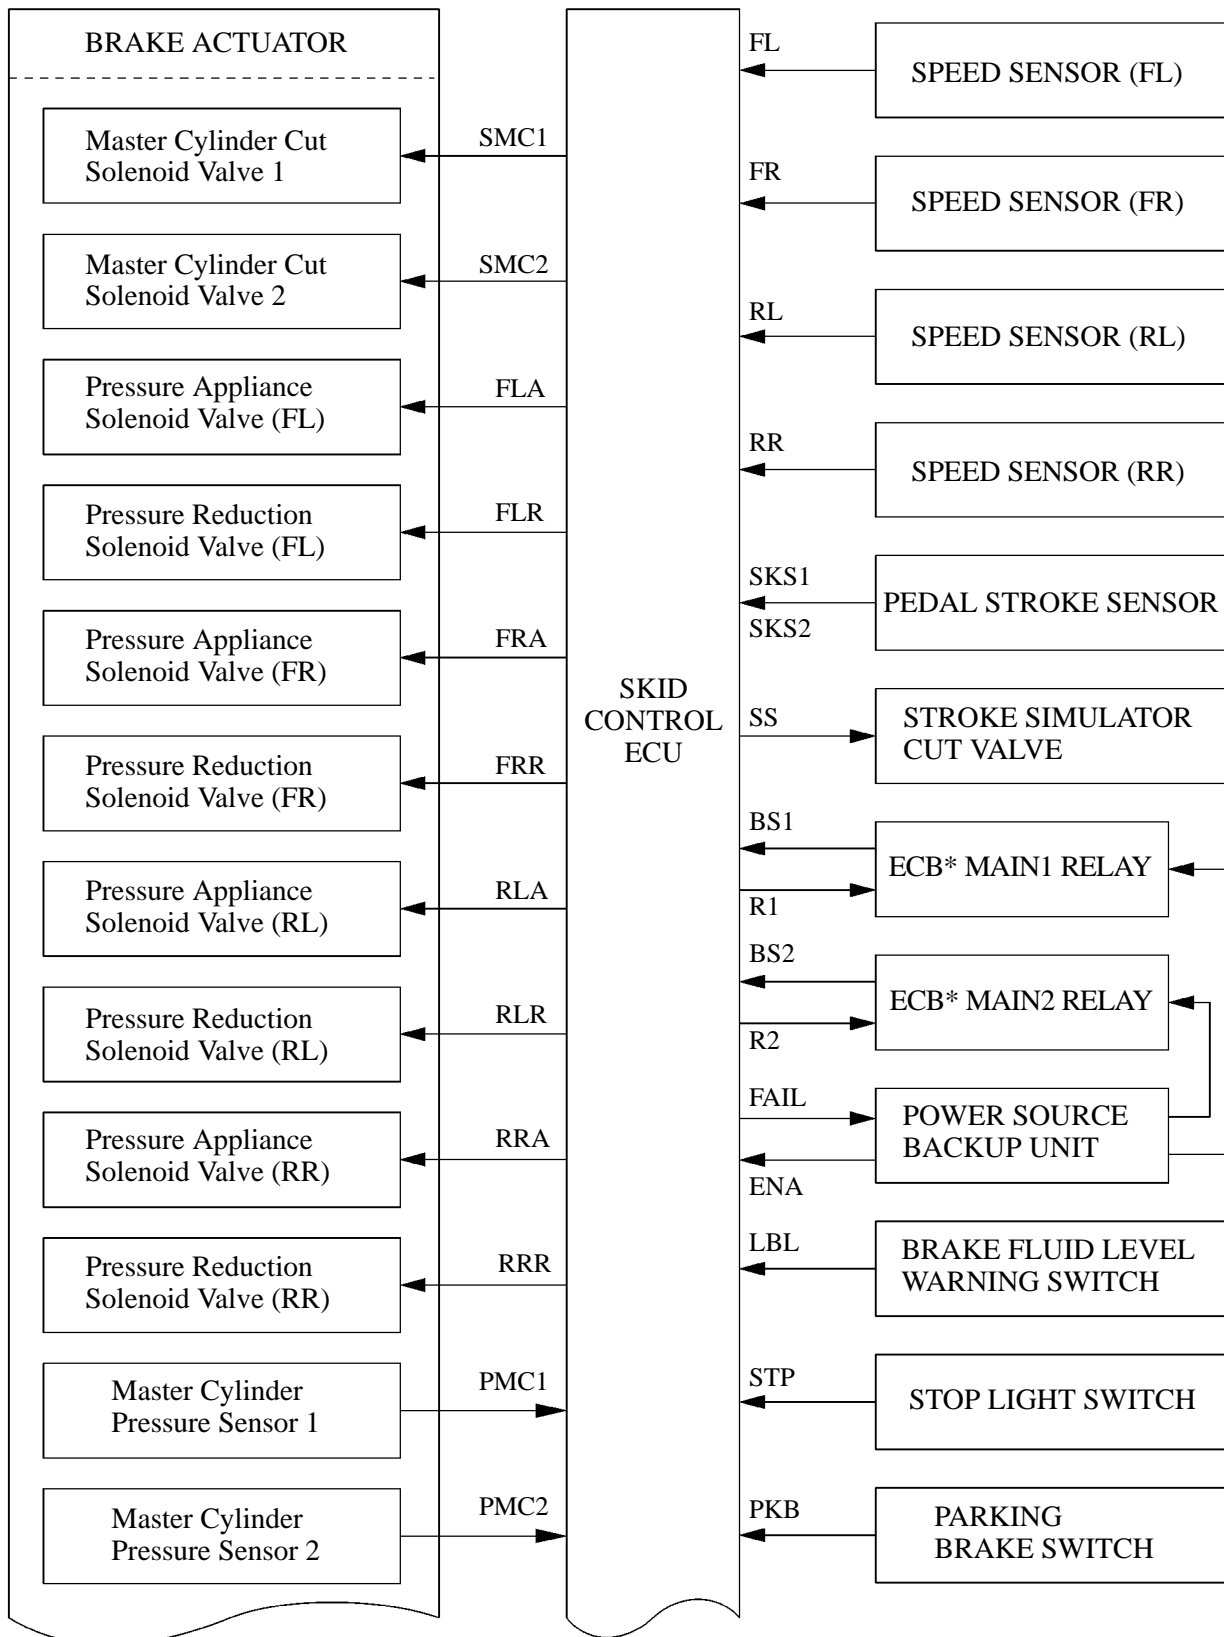 BRAKE ACTUATOR
Master Cylinder Cut
Solenoid Valve 1
SMC1
Master Cylinder Cut
Solenoid Valve 2
SMC2
Pressure Appliance
Solenoid Valve (FL)
FLA
Pressure Reduction
Solenoid Valve (FL)
FLR
Pressure Appliance
Solenoid Valve (FR)
FRA
Pressure Reduction
Solenoid Valve (FR)
FRR
Pressure Appliance
Solenoid Valve (RL)
RLA
Pressure Reduction
Solenoid Valve (RL)
RLR
Pressure Appliance
Solenoid Valve (RR)
RRA
Pressure Reduction
Solenoid Valve (RR)
RRR
Master Cylinder
Pressure Sensor 1
PMC1
Master Cylinder
Pressure Sensor 2
PMC2
SKID
CONTROL
ECU
FL
SPEED SENSOR (FL)
FR
SPEED SENSOR (FR)
RL
SPEED SENSOR (RL)
RR
SPEED SENSOR (RR)
SKS1
SKS2
PEDAL STROKE SENSOR
SS
STROKE SIMULATOR
CUT VALVE
BS1
R1
ECB* MAIN1 RELAY
BS2
R2
ECB* MAIN2 RELAY
FAIL
ENA
POWER SOURCE
BACKUP UNIT
LBL
BRAKE FLUID LEVEL
WARNING SWITCH
STP
STOP LIGHT SWITCH
PKB
PARKING
BRAKE SWITCH